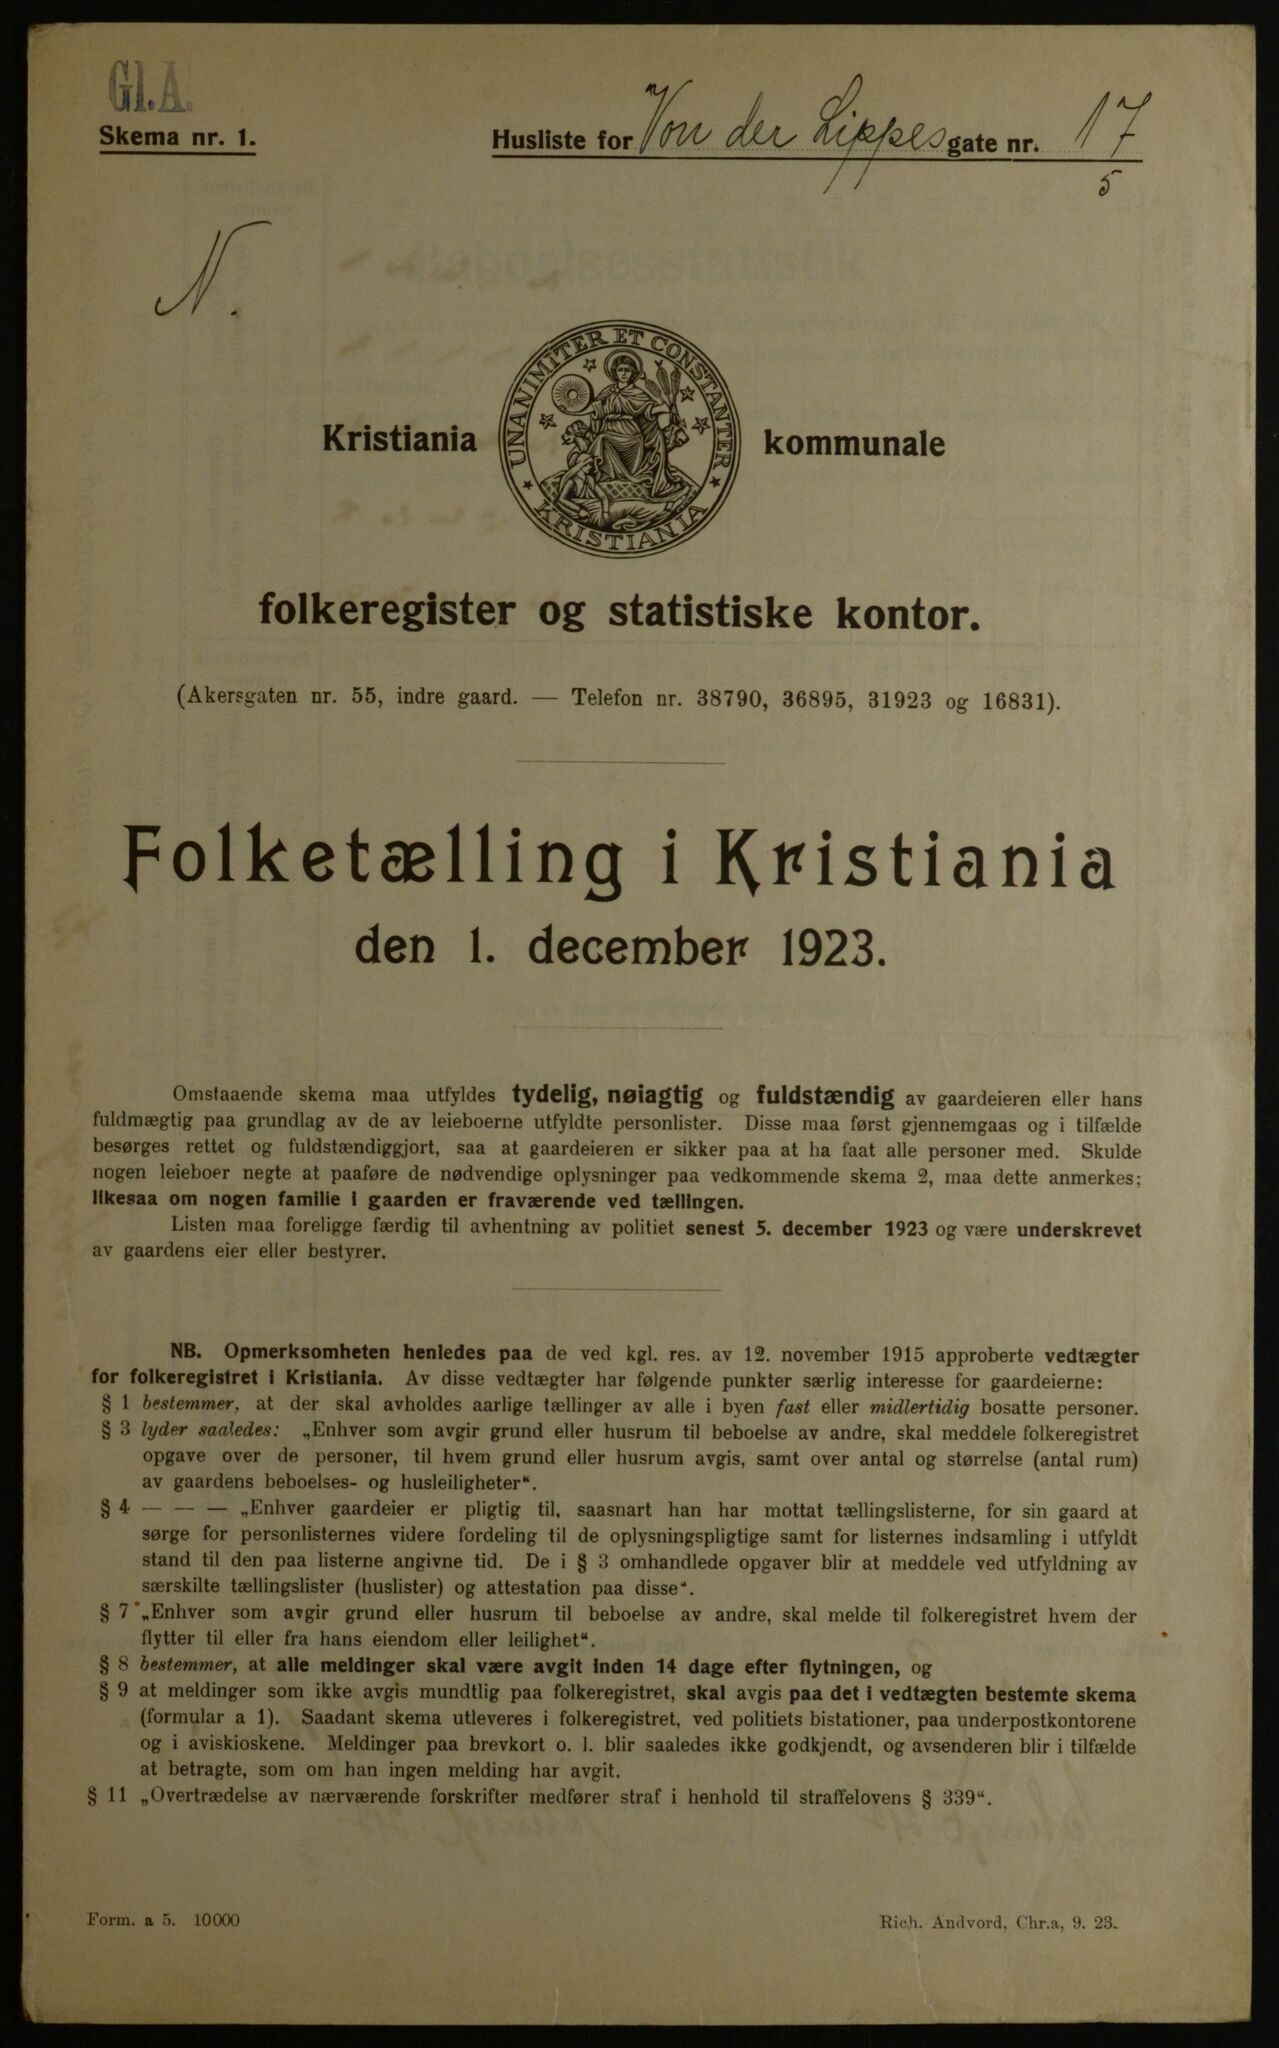 Gl.A.
Skema nr. 1.
Husliste for Von der Lippes gate nr. 17
5
N.
UNANIMITER ET CONSTANTER
KRISTIANIA
Kristiania kommunale
folkeregister og statistiske kontor.
(Akersgaten nr. 55, indre gaard. — Telefon nr. 38790, 36895, 31923 og 16831).
Folketælling i Kristiania
den 1. december 1923.
Omstaaende skema maa utfyldes tydelig, nøiagtig og fuldstændig av gaardeieren eller hans
fuldmægtig paa grundlag av de av leieboerne utfyldte personlister. Disse maa først gjennemgaas og i tilfælde
besørges rettet og fuldstændiggjort, saa at gaardeieren er sikker paa at ha faat alle personer med. Skulde
nogen leieboer negte at paaføre de nødvendige oplysninger paa vedkommende skema 2, maa dette anmerkes;
likesaa om nogen familie i gaarden er fraværende ved tællingen.
Listen maa foreligge færdig til avhentning av politiet senest 5. december 1923 og være underskrevet
av gaardens eier eller bestyrer.
NB. Opmerksomheten henledes paa de ved kgl. res. av 12. november 1915 approberte vedtægter
for folkeregistret i Kristiania. Av disse vedtægter har følgende punkter særlig interesse for gaardeierne:
§ 1 bestemmer, at der skal avholdes aarlige tællinger av alle i byen fast eller midlertidig bosatte personer.
§ 3 lyder saaledes: „Enhver som avgir grund eller husrum til beboelse av andre, skal meddele folkeregistret
opgave over de personer, til hvem grund eller husrum avgis, samt over antal og størrelse (antal rum)
av gaardens beboelses- og husleiligheter“.
§ 4 — — — „Enhver gaardeier er pligtig til, saasnart han har mottat tællingslisterne, for sin gaard at
sørge for personlisternes videre fordeling til de oplysningspligtige samt for listernes indsamling i utfyldt
stand til den paa listerne angivne tid. De i § 3 omhandlede opgaver blir at meddele ved utfyldning av
særskilte tællingslister (huslister) og attestation paa disse“.
§ 7 „Enhver som avgir grund eller husrum til beboelse av andre, skal melde til folkeregistret hvem der
flytter til eller fra hans eiendom eller leilighet“.
§ 8 bestemmer, at alle meldinger skal være avgit inden 14 dage efter flytningen, og
§ 9 at meldinger som ikke avgis mundtlig paa folkeregistret, skal avgis paa det i vedtægten bestemte skema
(formular a 1). Saadant skema utleveres i folkeregistret, ved politiets bistationer, paa underpostkontorene
og i aviskioskene. Meldinger paa brevkort o. l. blir saaledes ikke godkjendt, og avsenderen blir i tilfælde
at betragte, som om han ingen melding har avgit.
§ 11 „Overtrædelse av nærværende forskrifter medfører straf i henhold til straffelovens § 339“.
Form. a 5. 10000
Rich. Andvord, Chr.a, 9. 23.